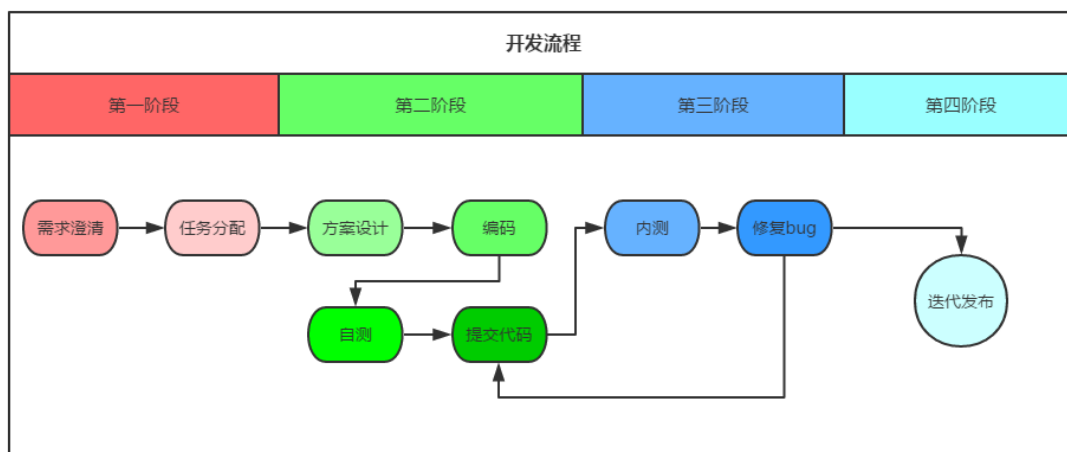 开发流程
第一阶段
第二阶段
第三阶段
第四阶段
需求澄清
任务分配
方案设计
编码
内测
修复bug
迭代发布
自测
提交代码